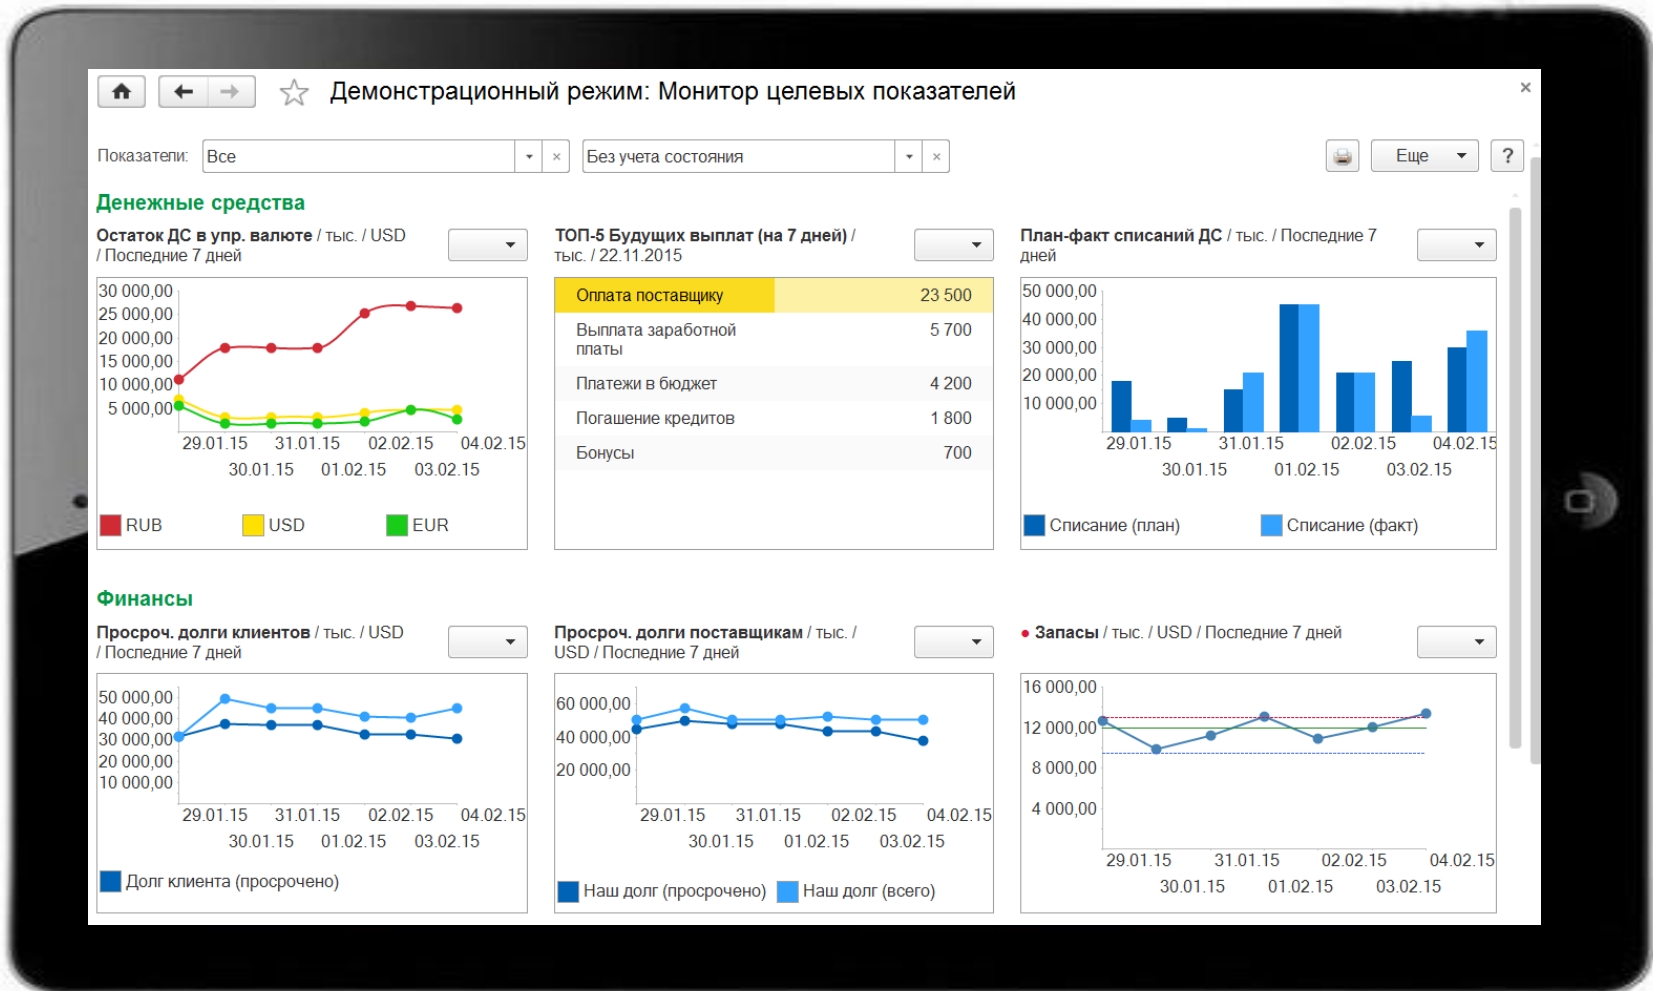 Демонстрационный режим: Монитор целевых показателей
×
Показатели: Все × Без учета состояния × Еще ?
Денежные средства
Остаток ДС в упр. валюте / тыс. / USD
/ Последние 7 дней
30 000,00
25 000,00
20 000,00
15 000,00
10 000,00
5 000,00
29.01.15 31.01.15 02.02.15 04.02.15
30.01.15 01.02.15 03.02.15
RUB USD EUR
ТОП-5 Будущих выплат (на 7 дней) /
тыс. / 22.11.2015
Оплата поставщику 23 500
Выплата заработной 5 700
платы
Платежи в бюджет 4 200
Погашение кредитов 1 800
Бонусы 700
План-факт списаний ДС / тыс. / Последние 7
дней
50 000,00
40 000,00
30 000,00
20 000,00
10 000,00
29.01.15 31.01.15 02.02.15 04.02.15
30.01.15 01.02.15 03.02.15
Списание (план) Списание (факт)
Финансы
Просроч. долги клиентов / тыс. / USD
/ Последние 7 дней
50 000,00
40 000,00
30 000,00
20 000,00
10 000,00
29.01.15 31.01.15 02.02.15 04.02.15
30.01.15 01.02.15 03.02.15
Долг клиента (просрочено)
Просроч. долги поставщикам / тыс. /
USD / Последние 7 дней
60 000,00
40 000,00
20 000,00
29.01.15 31.01.15 02.02.15 04.02.15
30.01.15 01.02.15 03.02.15
Наш долг (просрочено) Наш долг (всего)
Запасы / тыс. / USD / Последние 7 дней
16 000,00
12 000,00
8 000,00
4 000,00
29.01.15 31.01.15 02.02.15 04.02.15
30.01.15 01.02.15 03.02.15